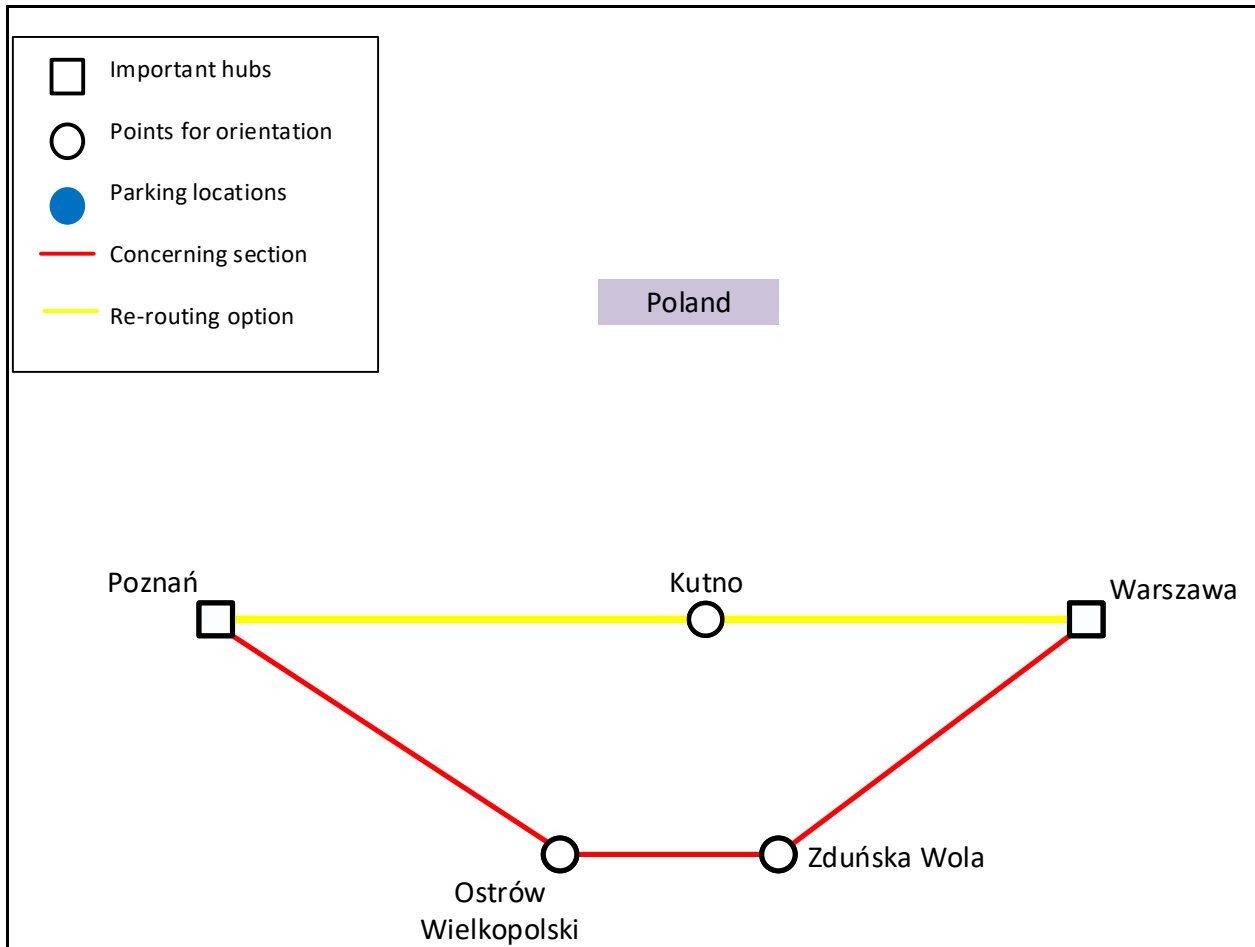 Important hubs
Points for orientation
Parking locations
Concerning section
Re-routing option
Poland
Poznań
Kutno
Warszawa
Zduńska Wola
Ostrów
Wielkopolski